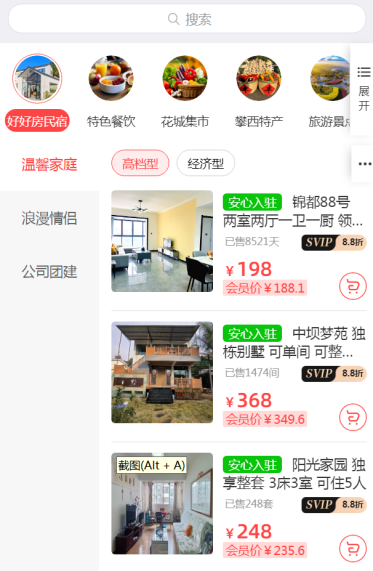 搜索
好好房民宿
特色餐饮
花城集市
攀西特产
旅游景点
展开
温馨家庭
浪漫情侣
公司团建
高档型
经济型
安心入驻 锦都88号
两室两厅一卫一厨 领...
已售8521天
SVIP 8.8折
￥198
会员价￥188.1
安心入驻 中坝梦苑 独
栋别墅 可单间 可整...
已售1474间
SVIP 8.8折
￥368
会员价￥349.6
截图(Alt + A)
安心入驻 阳光家园 独
享整套 3床3室 可住5人
已售248套
SVIP 8.8折
￥248
会员价￥235.6